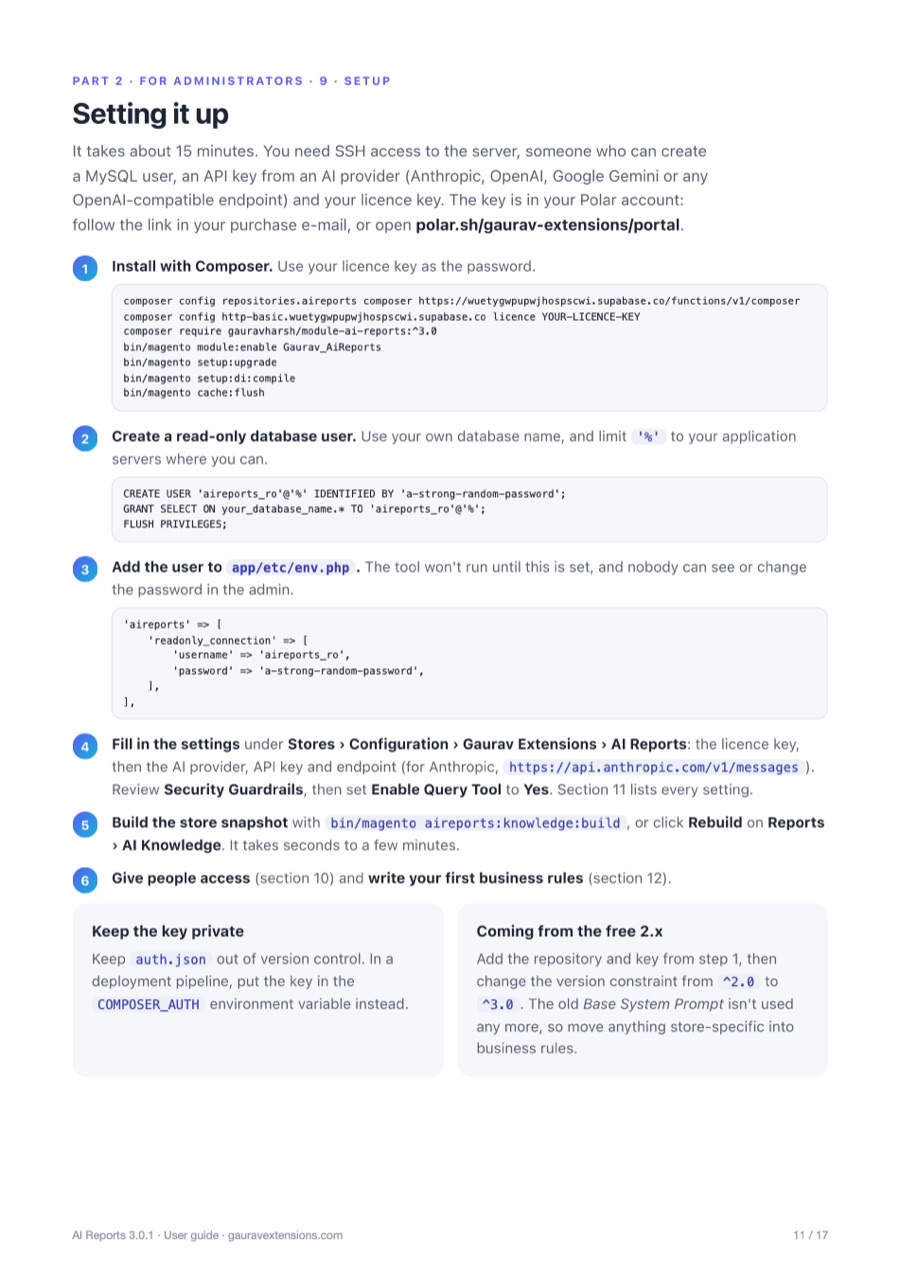 PART 2 · FOR ADMINISTRATORS · 9 · SETUP
Setting it up
It takes about 15 minutes. You need SSH access to the server, someone who can create
a MySQL user, an API key from an AI provider (Anthropic, OpenAI, Google Gemini or any
OpenAI-compatible endpoint) and your licence key. The key is in your Polar account:
follow the link in your purchase e-mail, or open polar.sh/gaurav-extensions/portal.
1 Install with Composer. Use your licence key as the password.
composer config repositories.aireports composer https://wuetygwpupwjhospscwi.supabase.co/functions/v1/composer
composer config http-basic.wuetygwpupwjhospscwi.supabase.co licence YOUR-LICENCE-KEY
composer require gauravharsh/module-ai-reports:^3.0
bin/magento module:enable Gaurav_AiReports
bin/magento setup:upgrade
bin/magento setup:di:compile
bin/magento cache:flush
2 Create a read-only database user. Use your own database name, and limit '%' to your application
servers where you can.
CREATE USER 'aireports_ro'@'%' IDENTIFIED BY 'a-strong-random-password';
GRANT SELECT ON your_database_name.* TO 'aireports_ro'@'%';
FLUSH PRIVILEGES;
3 Add the user to app/etc/env.php . The tool won't run until this is set, and nobody can see or change
the password in the admin.
'aireports' => [
    'readonly_connection' => [
        'username' => 'aireports_ro',
        'password' => 'a-strong-random-password',
    ],
],
4 Fill in the settings under Stores › Configuration › Gaurav Extensions › AI Reports: the licence key,
then the AI provider, API key and endpoint (for Anthropic, https://api.anthropic.com/v1/messages ).
Review Security Guardrails, then set Enable Query Tool to Yes. Section 11 lists every setting.
5 Build the store snapshot with bin/magento aireports:knowledge:build , or click Rebuild on Reports
› AI Knowledge. It takes seconds to a few minutes.
6 Give people access (section 10) and write your first business rules (section 12).
Keep the key private
Keep auth.json out of version control. In a
deployment pipeline, put the key in the
COMPOSER_AUTH environment variable instead.
Coming from the free 2.x
Add the repository and key from step 1, then
change the version constraint from ^2.0 to
^3.0 . The old Base System Prompt isn't used
any more, so move anything store-specific into
business rules.
AI Reports 3.0.1 · User guide · gauravextensions.com
11 / 17